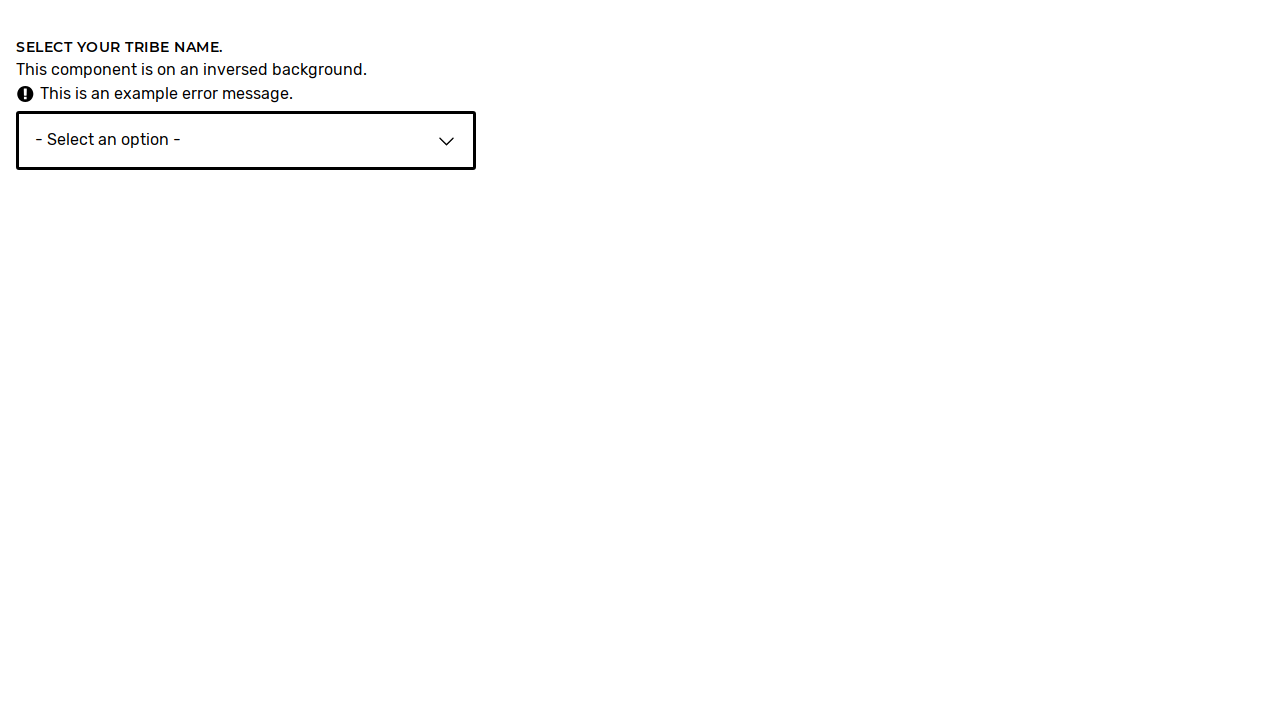 SELECT YOUR TRIBE NAME.
This component is on an inversed background.
This is an example error message.
- Select an option -